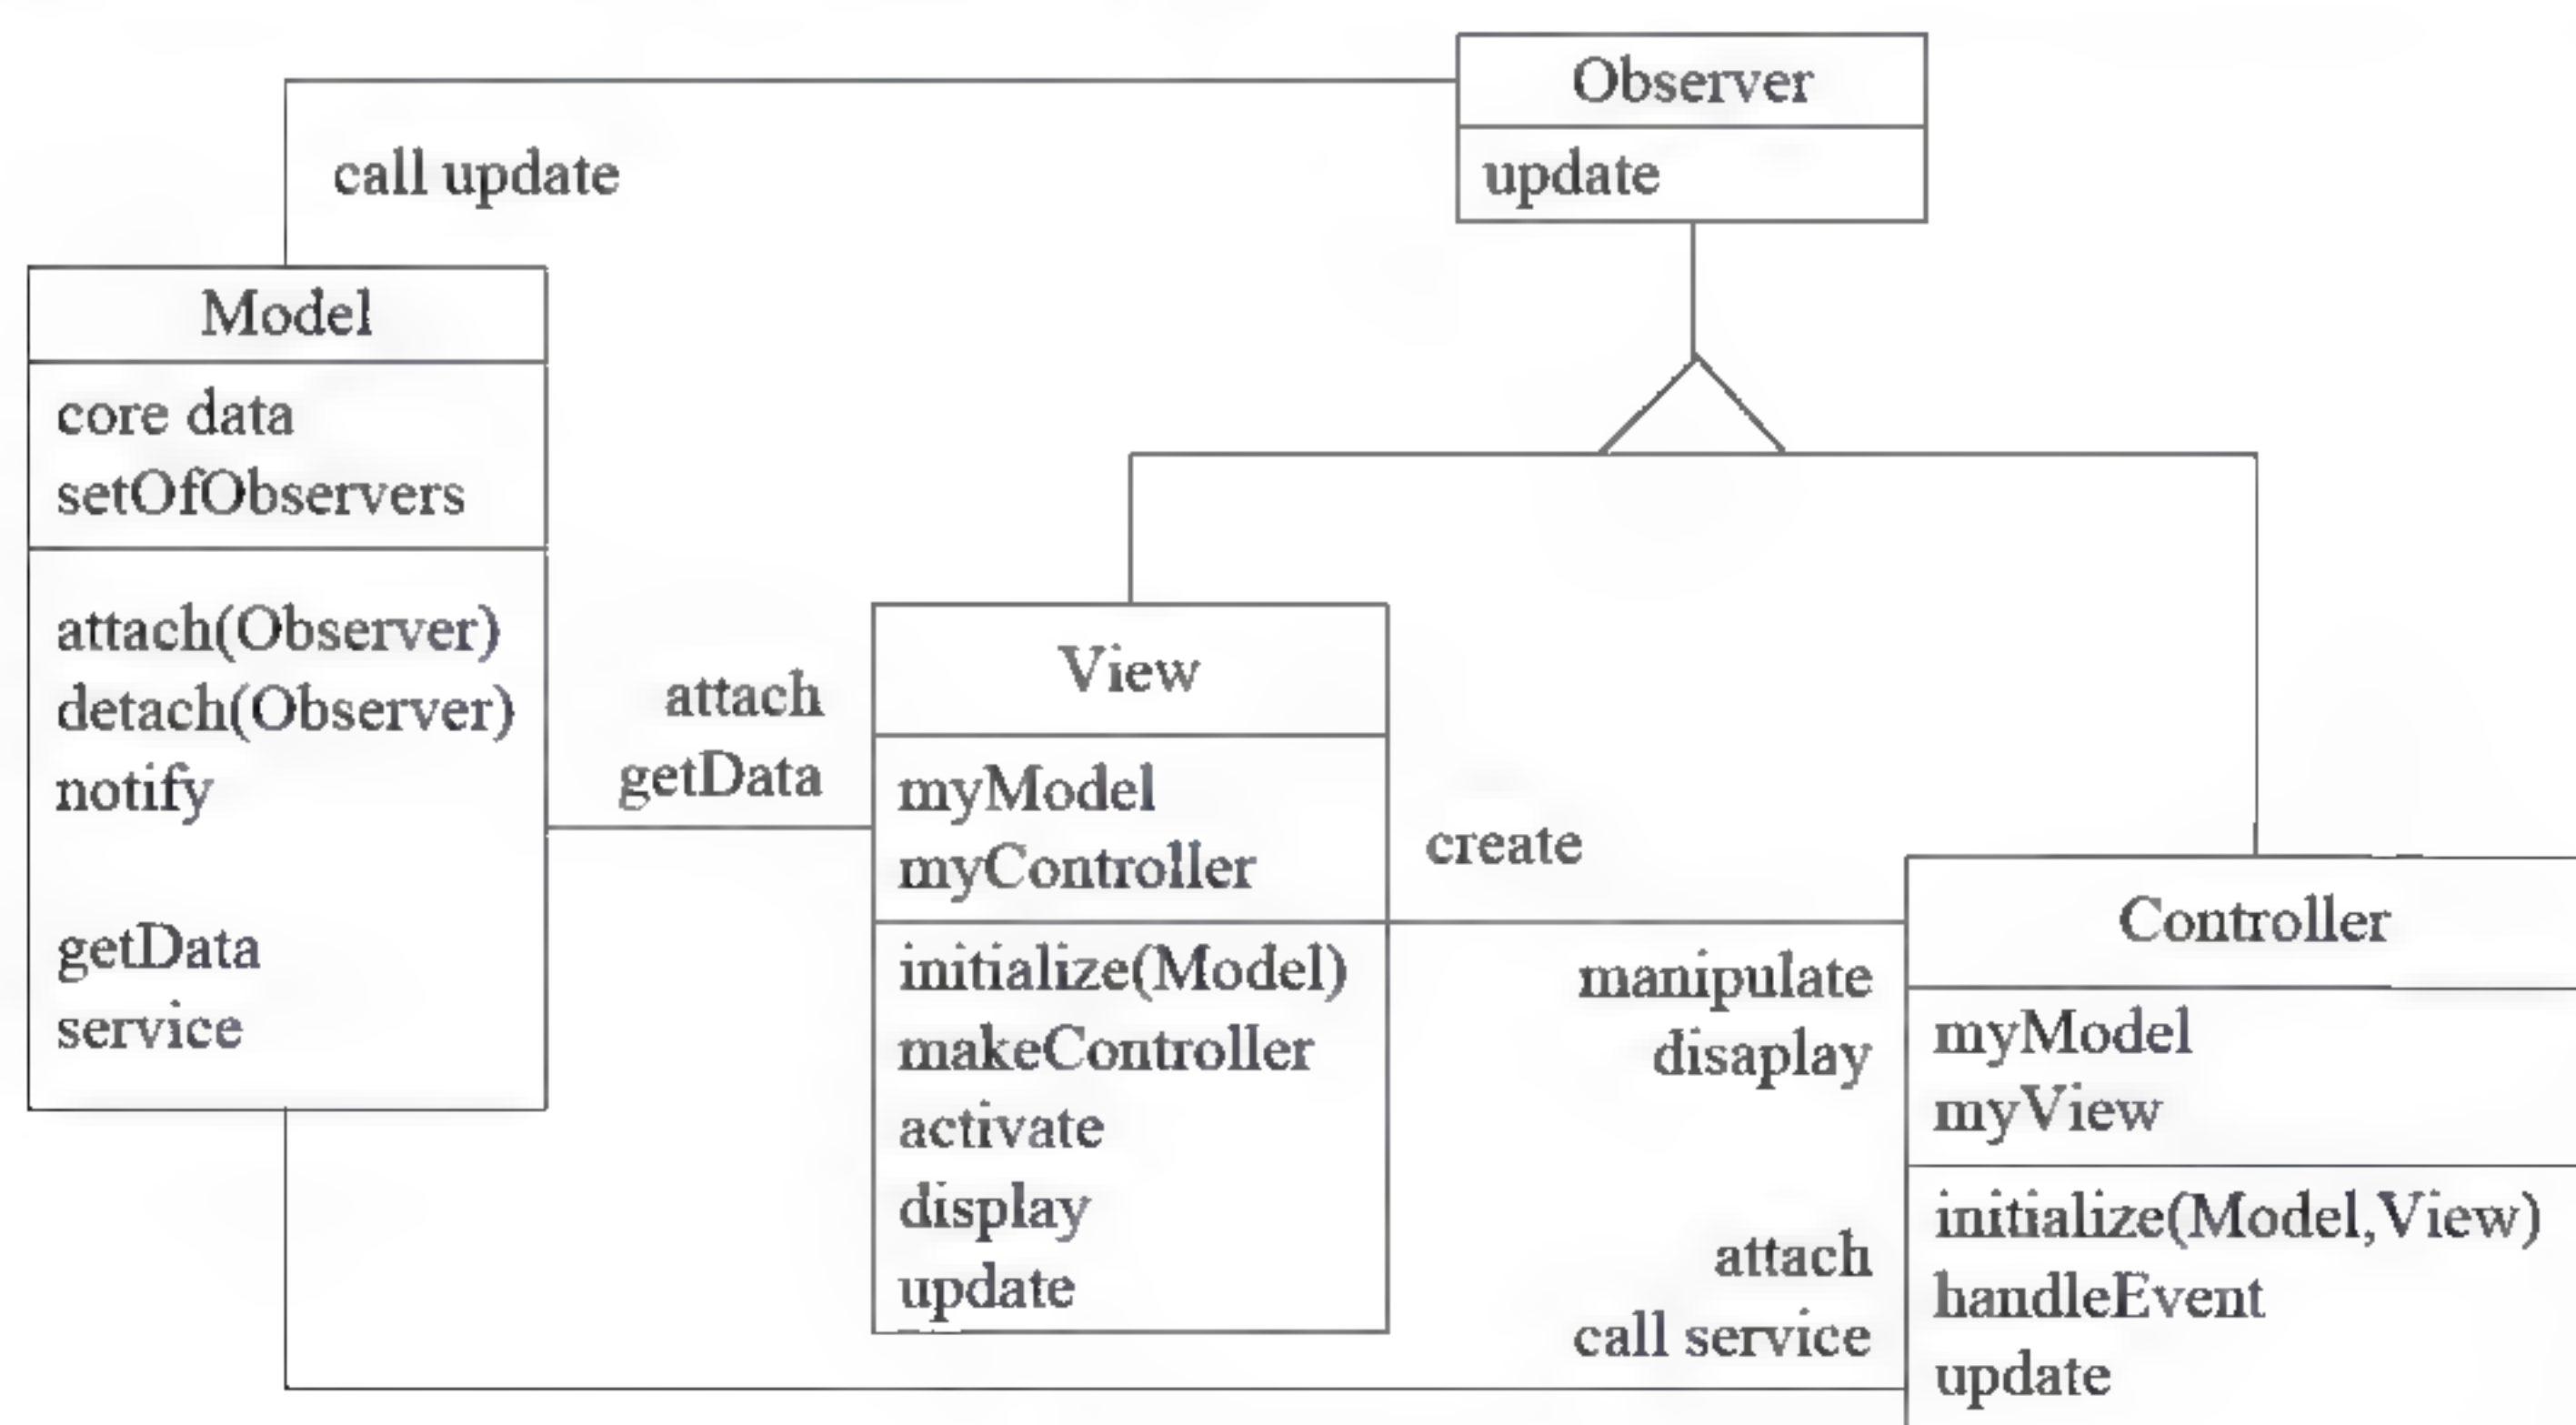 Observer
update
call update
Model
core data
setOfObservers
attach(Observer)
detach(Observer)
notify
getData
service
attach
getData
View
myModel
myController
initialize(Model)
makeController
activate
display
update
create
manipulate
disaplay
attach
call service
Controller
myModel
myView
initialize(Model,View)
handleEvent
update